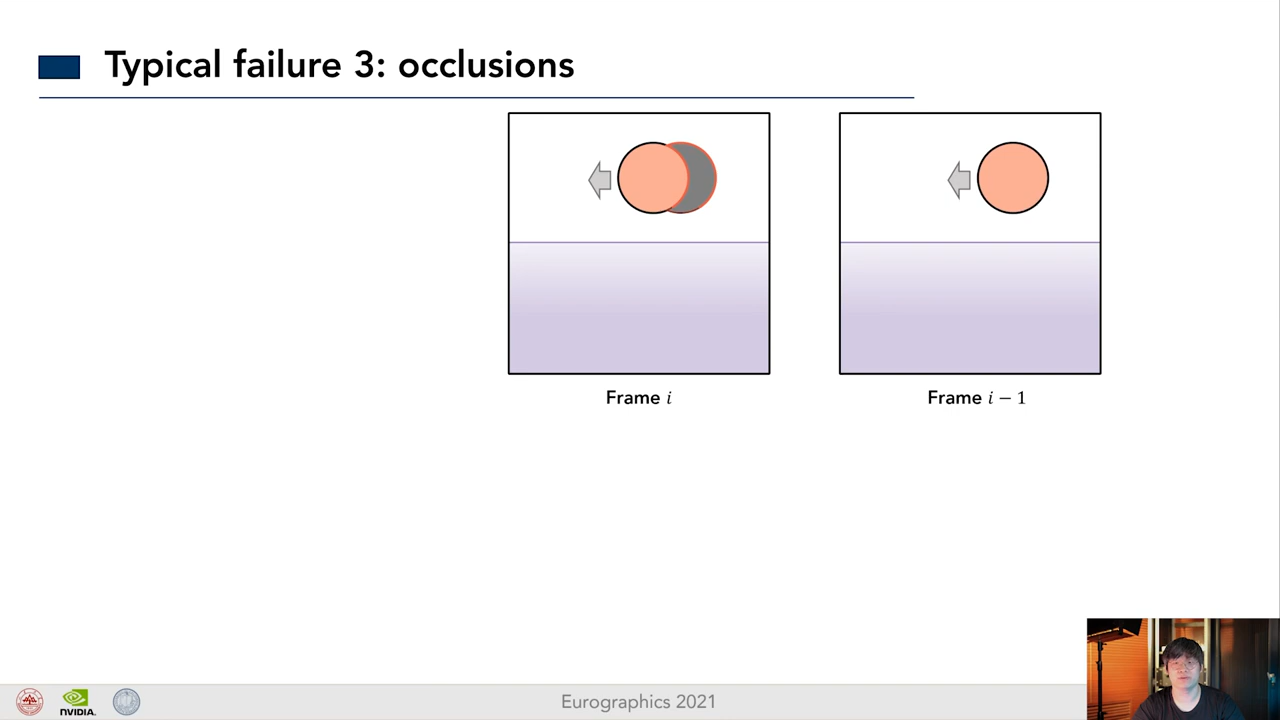 Typical failure 3: occlusions
Frame i
Frame i − 1
NVIDIA.
Eurographics 2021